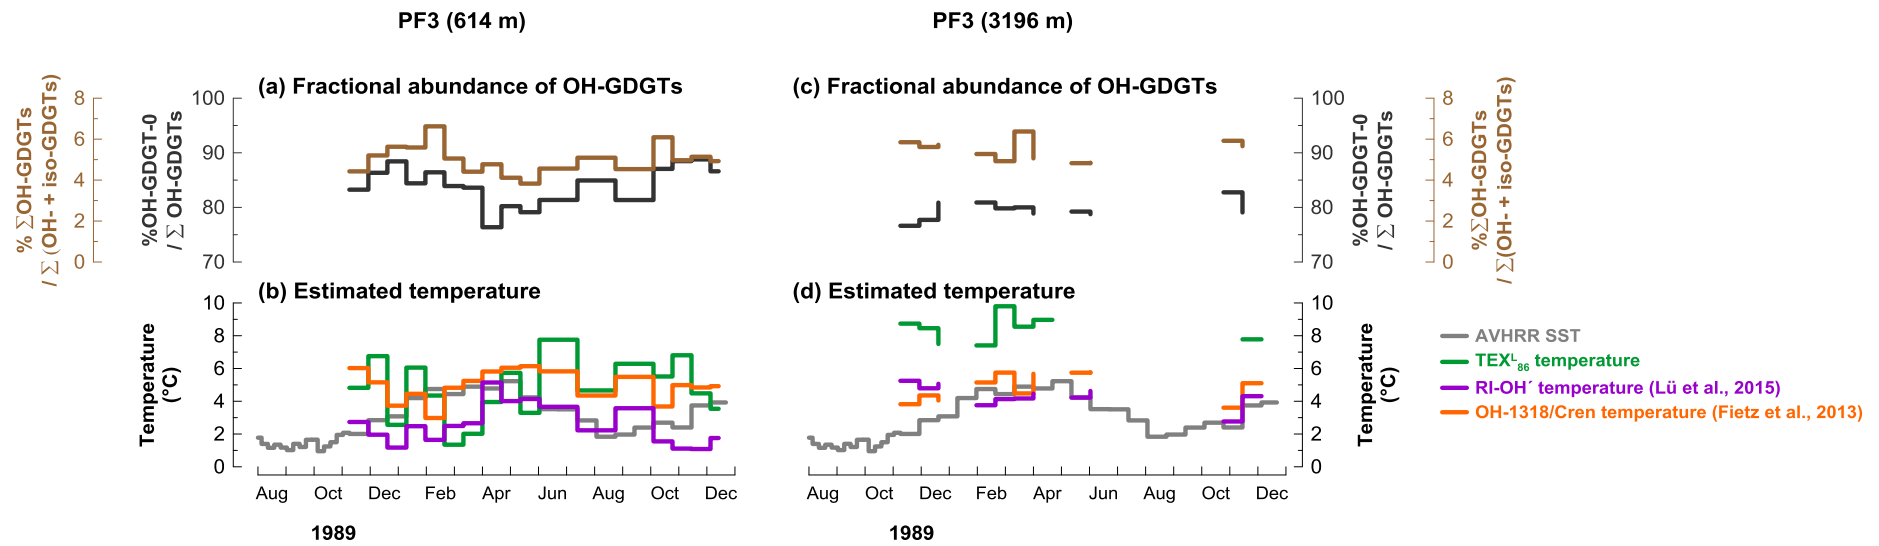 PF3 (614 m)
PF3 (3196 m)
(a) Fractional abundance of OH-GDGTs
(c) Fractional abundance of OH-GDGTs
% ∑OH-GDGTs
/ ∑ (OH- + iso-GDGTs)
8
6
4
2
0
%OH-GDGT-0
/ ∑ OH-GDGTs
100
90
80
70
100
90
80
70
%OH-GDGT-0
/ ∑ OH-GDGTs
8
6
4
2
0
%∑OH-GDGTs
/ ∑(OH- + iso-GDGTs)
(b) Estimated temperature
(d) Estimated temperature
Temperature
(°C)
10
8
6
4
2
0
10
8
6
4
2
0
Temperature
(°C)
AVHRR SST
TEXᴸ₈₆ temperature
RI-OH´ temperature (Lü et al., 2015)
OH-1318/Cren temperature (Fietz et al., 2013)
Aug Oct Dec Feb Apr Jun Aug Oct Dec
Aug Oct Dec Feb Apr Jun Aug Oct Dec
1989
1989